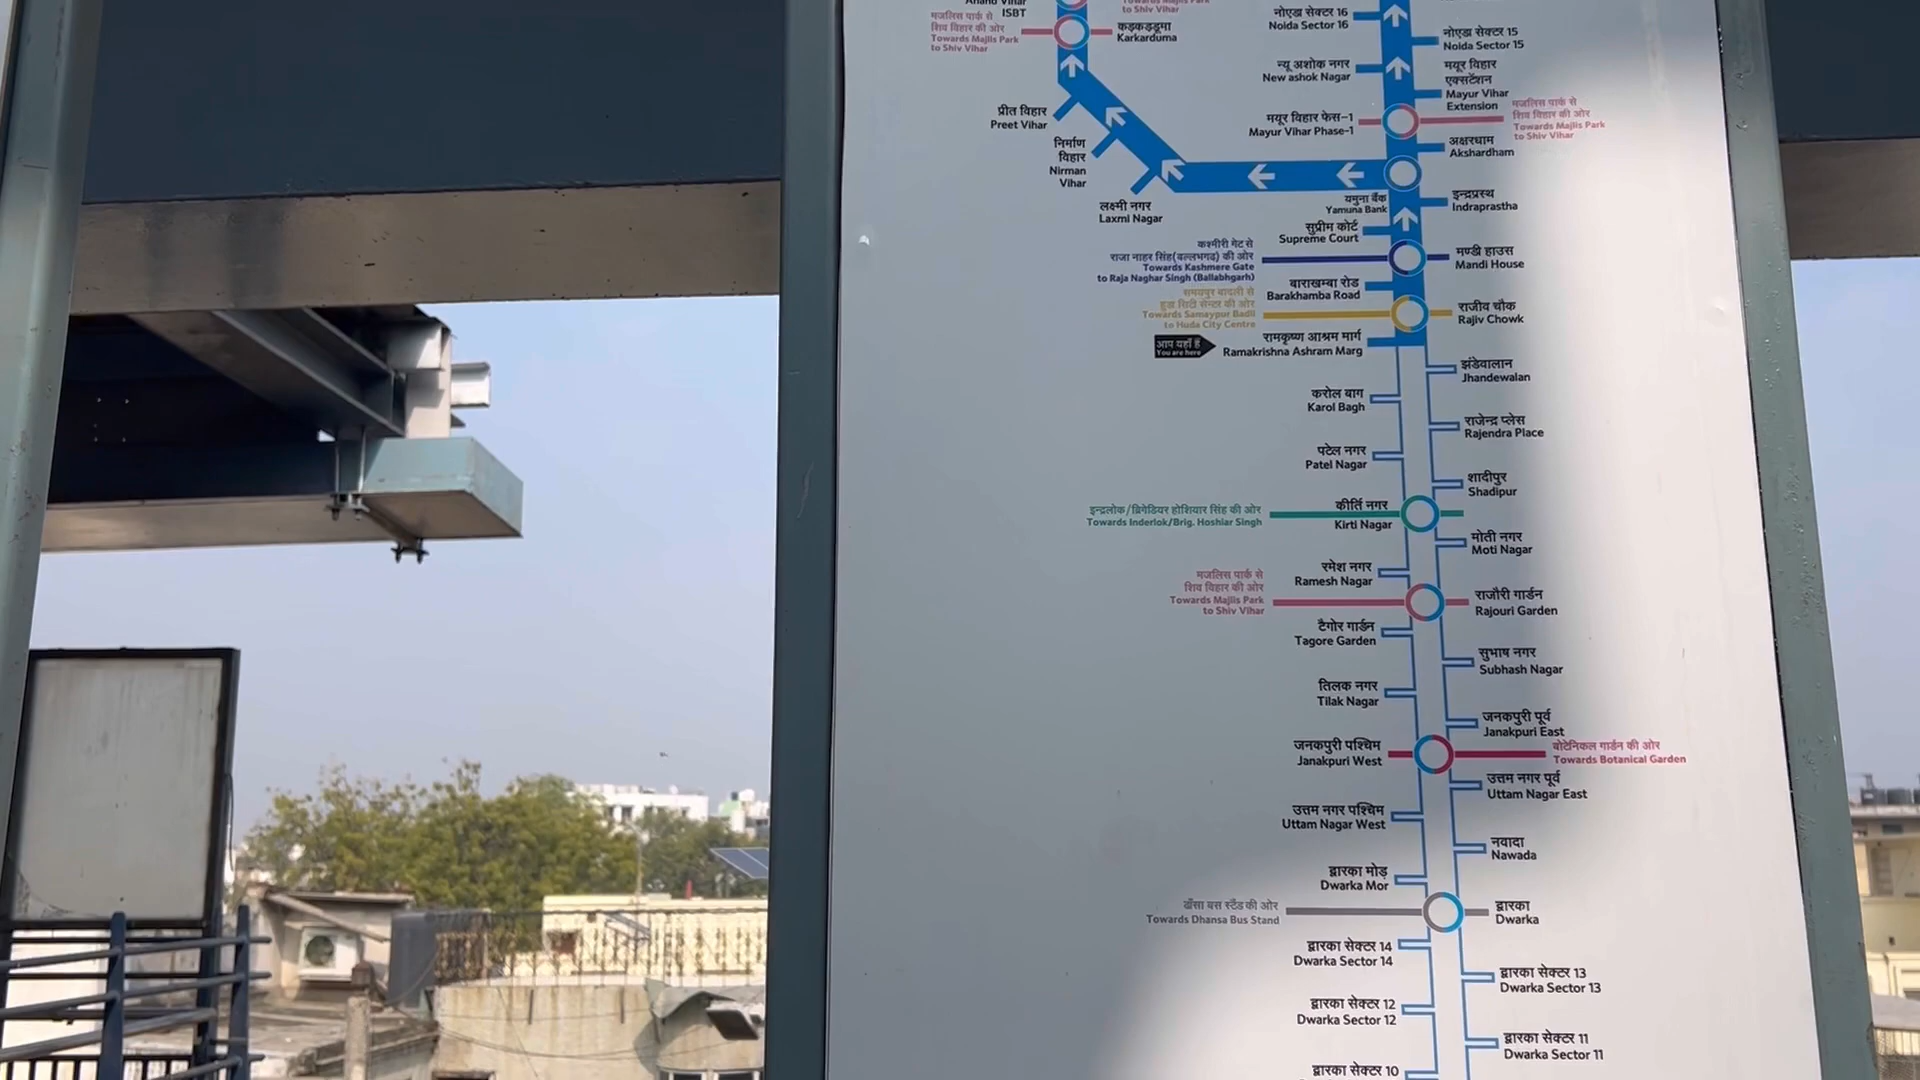 Anand Vihar
ISBT
Towards Majlis Park
to Shiv Vihar
मजलिस पार्क से
शिव विहार की ओर
Towards Majlis Park
to Shiv Vihar
कड़कड़डूमा
Karkarduma
नोएडा सेक्टर 16
Noida Sector 16
नोएडा सेक्टर 15
Noida Sector 15
न्यू अशोक नगर
New ashok Nagar
मयूर विहार
एक्सटेंशन
Mayur Vihar
Extension
प्रीत विहार
Preet Vihar
मयूर विहार फेस-1
Mayur Vihar Phase-1
मजलिस पार्क से
शिव विहार की ओर
Towards Majlis Park
to Shiv Vihar
निर्माण
विहार
Nirman
Vihar
अक्षरधाम
Akshardham
लक्ष्मी नगर
Laxmi Nagar
यमुना बैंक
Yamuna Bank
इन्द्रप्रस्थ
Indraprastha
सुप्रीम कोर्ट
Supreme Court
कश्मीरी गेट से
राजा नाहर सिंह(बल्लभगढ़) की ओर
Towards Kashmere Gate
to Raja Naghar Singh (Ballabhgarh)
मण्डी हाउस
Mandi House
बाराखम्बा रोड
Barakhamba Road
समयपुर बादली से
हुडा सिटी सेन्टर की ओर
Towards Samaypur Badli
to Huda City Centre
राजीव चौक
Rajiv Chowk
आप यहाँ हैं
You are here
रामकृष्ण आश्रम मार्ग
Ramakrishna Ashram Marg
झंडेवालान
Jhandewalan
करोल बाग
Karol Bagh
राजेन्द्र प्लेस
Rajendra Place
पटेल नगर
Patel Nagar
शादीपुर
Shadipur
इन्द्रलोक/ब्रिगेडियर होशियार सिंह की ओर
Towards Inderlok/Brig. Hoshiar Singh
कीर्ति नगर
Kirti Nagar
मोती नगर
Moti Nagar
रमेश नगर
Ramesh Nagar
मजलिस पार्क से
शिव विहार की ओर
Towards Majlis Park
to Shiv Vihar
राजौरी गार्डन
Rajouri Garden
टैगोर गार्डन
Tagore Garden
सुभाष नगर
Subhash Nagar
तिलक नगर
Tilak Nagar
जनकपुरी पूर्व
Janakpuri East
जनकपुरी पश्चिम
Janakpuri West
बोटेनिकल गार्डन की ओर
Towards Botanical Garden
उत्तम नगर पूर्व
Uttam Nagar East
उत्तम नगर पश्चिम
Uttam Nagar West
नवादा
Nawada
द्वारका मोड़
Dwarka Mor
ढाँसा बस स्टैंड की ओर
Towards Dhansa Bus Stand
द्वारका
Dwarka
द्वारका सेक्टर 14
Dwarka Sector 14
द्वारका सेक्टर 13
Dwarka Sector 13
द्वारका सेक्टर 12
Dwarka Sector 12
द्वारका सेक्टर 11
Dwarka Sector 11
द्वारका सेक्टर 10